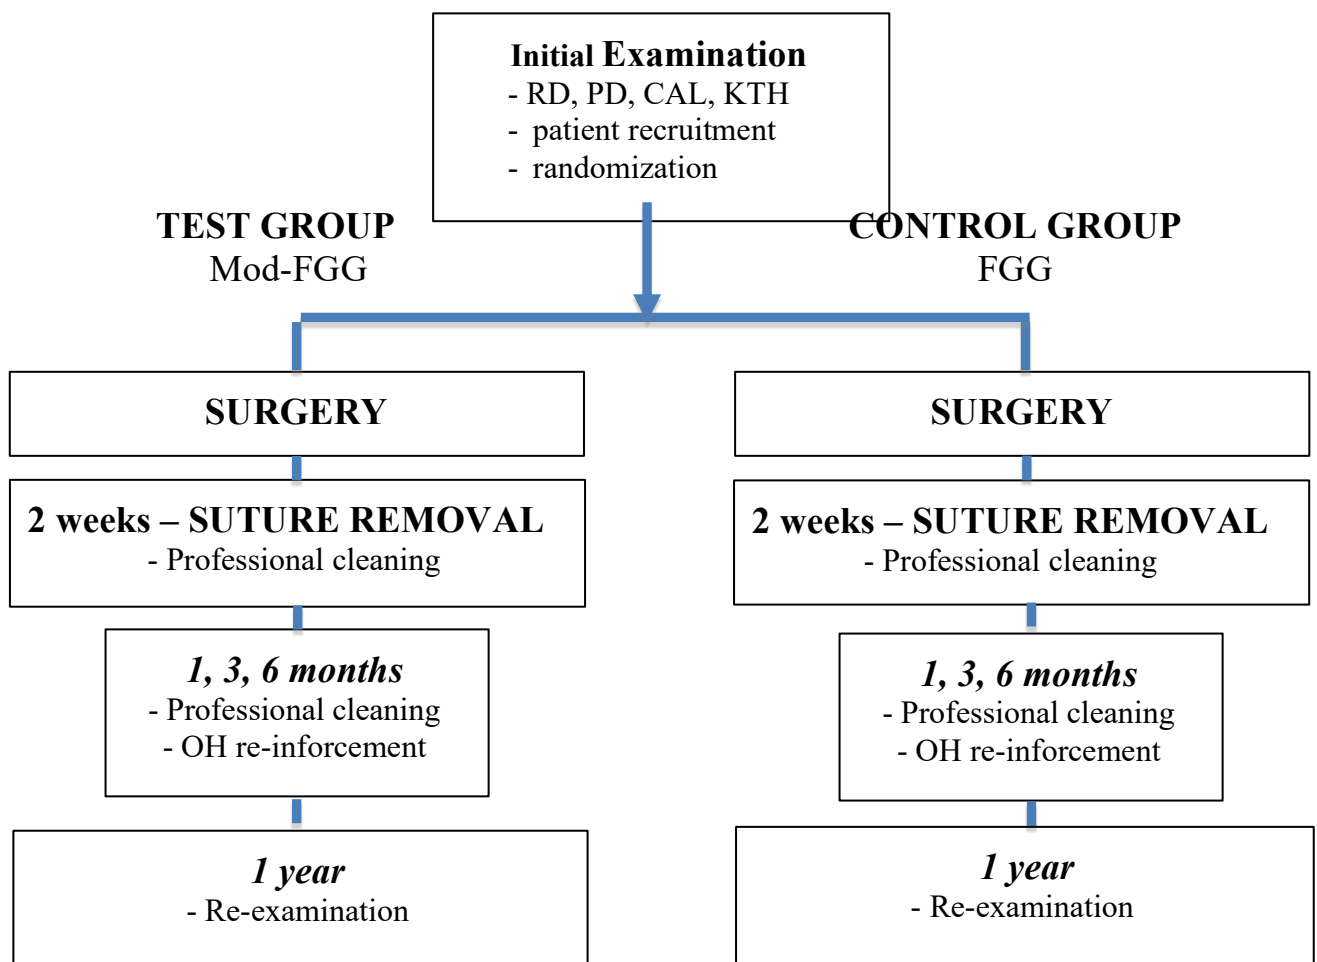 Initial Examination
- RD, PD, CAL, KTH
- patient recruitment
- randomization
TEST GROUP
Mod-FGG
CONTROL GROUP
FGG
SURGERY
SURGERY
2 weeks – SUTURE REMOVAL
- Professional cleaning
2 weeks – SUTURE REMOVAL
- Professional cleaning
1, 3, 6 months
- Professional cleaning
- OH re-inforcement
1, 3, 6 months
- Professional cleaning
- OH re-inforcement
1 year
- Re-examination
1 year
- Re-examination